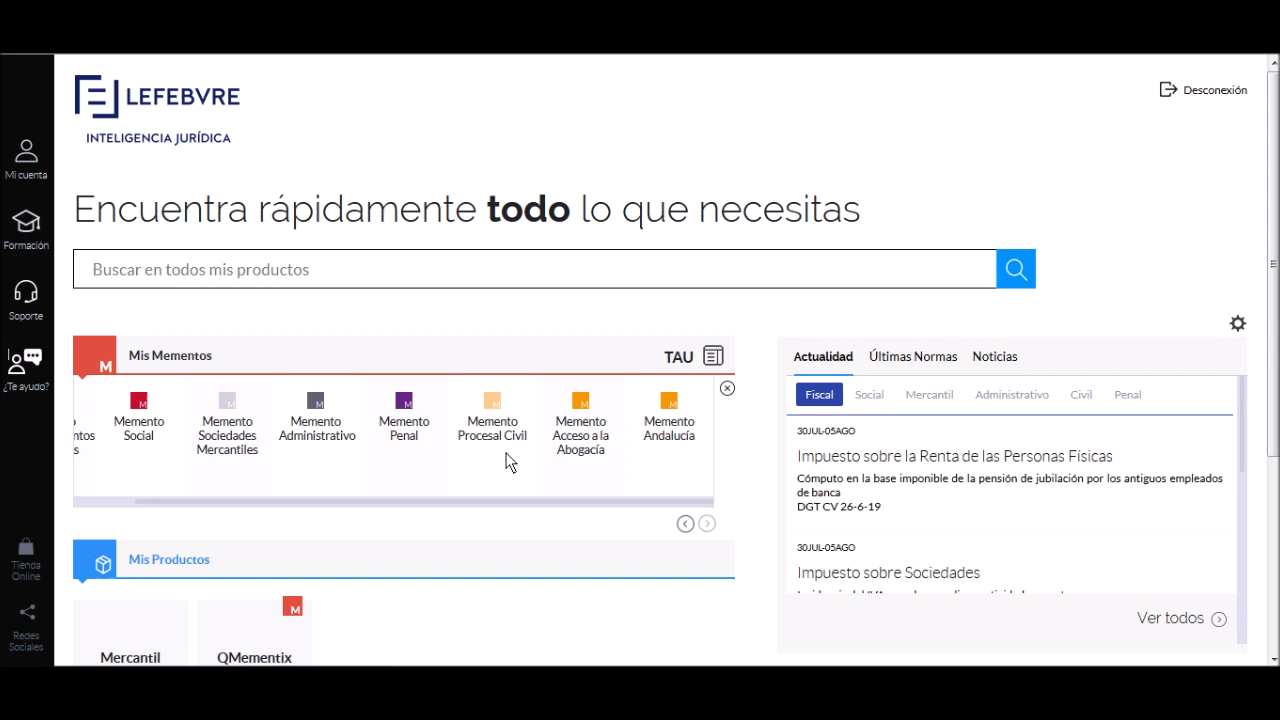 LEFEBVRE
INTELIGENCIA JURÍDICA
Desconexión
Mi cuenta
Formación
Soporte
¿Te ayudo?
Tienda
Online
Redes
Sociales
Encuentra rápidamente todo lo que necesitas
Buscar en todos mis productos
M
Mis Mementos
TAU
M
Memento
Social
M
Memento
Sociedades
Mercantiles
M
Memento
Administrativo
M
Memento
Penal
M
Memento
Procesal Civil
M
Memento
Acceso a la
Abogacía
M
Memento
Andalucía
Mis Productos
Mercantil
M
QMementix
Actualidad
Últimas Normas
Noticias
Fiscal
Social
Mercantil
Administrativo
Civil
Penal
30JUL-05AGO
Impuesto sobre la Renta de las Personas Físicas
Cómputo en la base imponible de la pensión de jubilación por los antiguos empleados
de banca
DGT CV 26-6-19
30JUL-05AGO
Impuesto sobre Sociedades
Ver todos